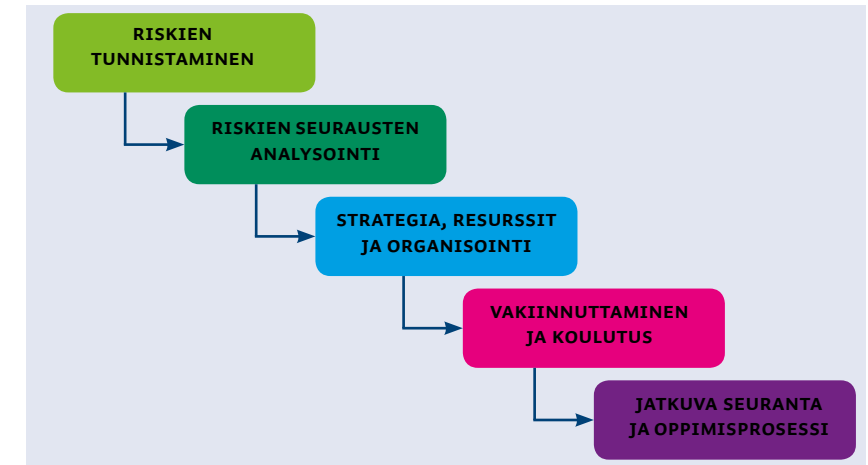 RISKIEN
TUNNISTAMINEN
RISKIEN SEURAUSTEN
ANALYSOINTI
STRATEGIA, RESURSSIT
JA ORGANISOINTI
VAKIINNUTTAMINEN
JA KOULUTUS
JATKUVA SEURANTA
JA OPPIMISPROSESSI